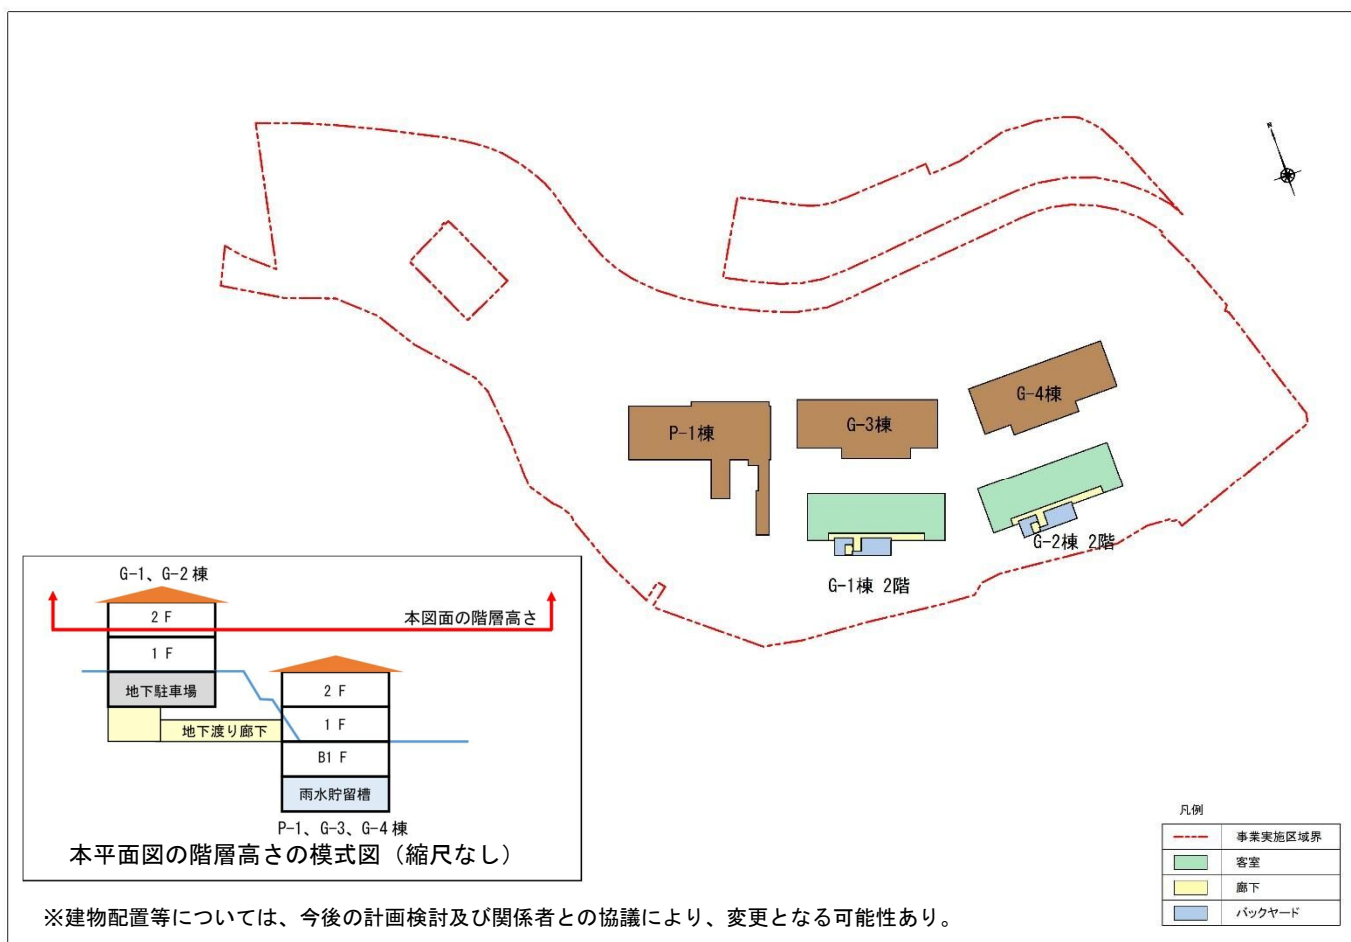 N
P-1棟
G-3棟
G-4棟
G-1棟 2階
G-2棟 2階
G-1、G-2 棟
2 F
1 F
地下駐車場
地下渡り廊下
本図面の階層高さ
2 F
1 F
B1 F
雨水貯留槽
P-1、G-3、G-4 棟
本平面図の階層高さの模式図（縮尺なし）
凡例
事業実施区域界
客室
廊下
バックヤード
※建物配置等については、今後の計画検討及び関係者との協議により、変更となる可能性あり。